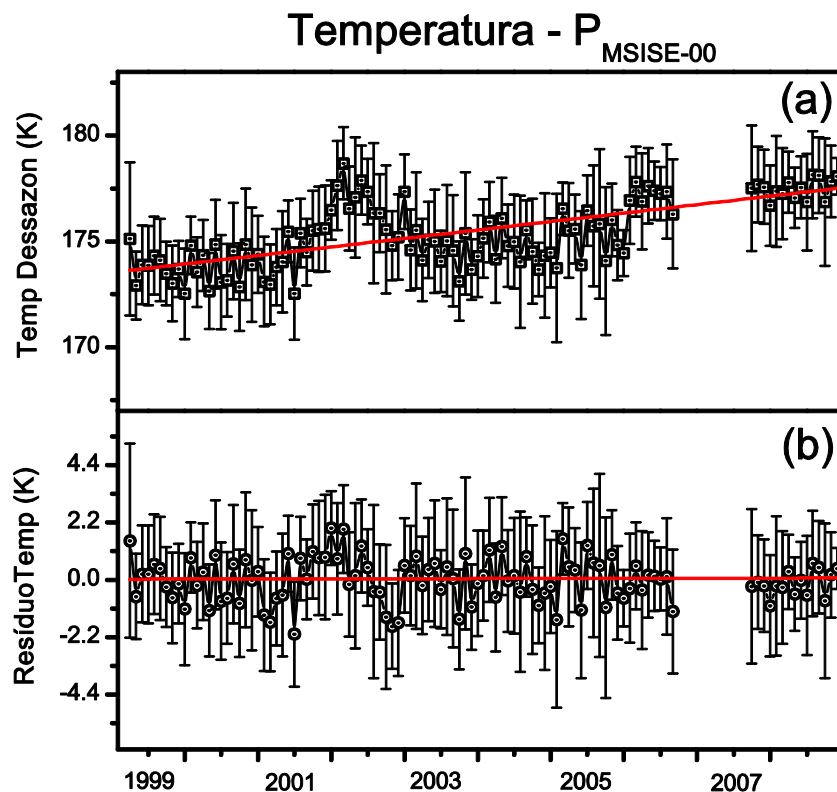 Temperatura - P MSISE-00
(a)
Temp Dessazon (K)
180
175
170
(b)
ResíduoTemp (K)
4.4
2.2
0.0
-2.2
-4.4
1999 2001 2003 2005 2007